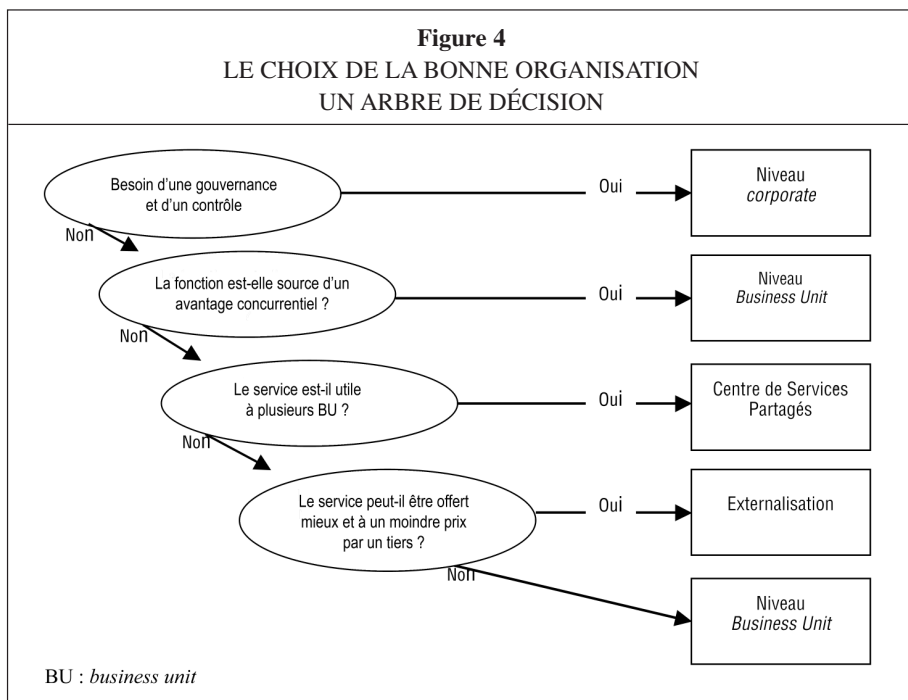 Figure 4
LE CHOIX DE LA BONNE ORGANISATION
UN ARBRE DE DÉCISION
Besoin d'une gouvernance
et d'un contrôle
Oui
Niveau
corporate
Non
La fonction est-elle source d'un
avantage concurrentiel ?
Oui
Niveau
Business Unit
Non
Le service est-il utile
à plusieurs BU ?
Oui
Centre de Services
Partagés
Non
Le service peut-il être offert
mieux et à un moindre prix
par un tiers ?
Oui
Externalisation
Non
Niveau
Business Unit
BU : business unit